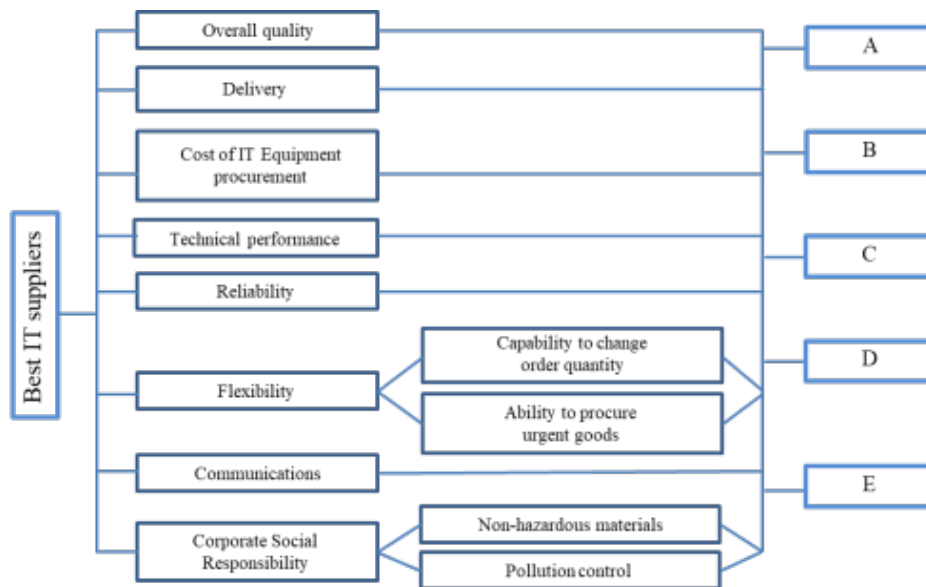 Best IT suppliers
Overall quality
Delivery
Cost of IT Equipment
procurement
Technical performance
Reliability
Flexibility
Communications
Corporate Social
Responsibility
Capability to change
order quantity
Ability to procure
urgent goods
Non-hazardous materials
Pollution control
A
B
C
D
E